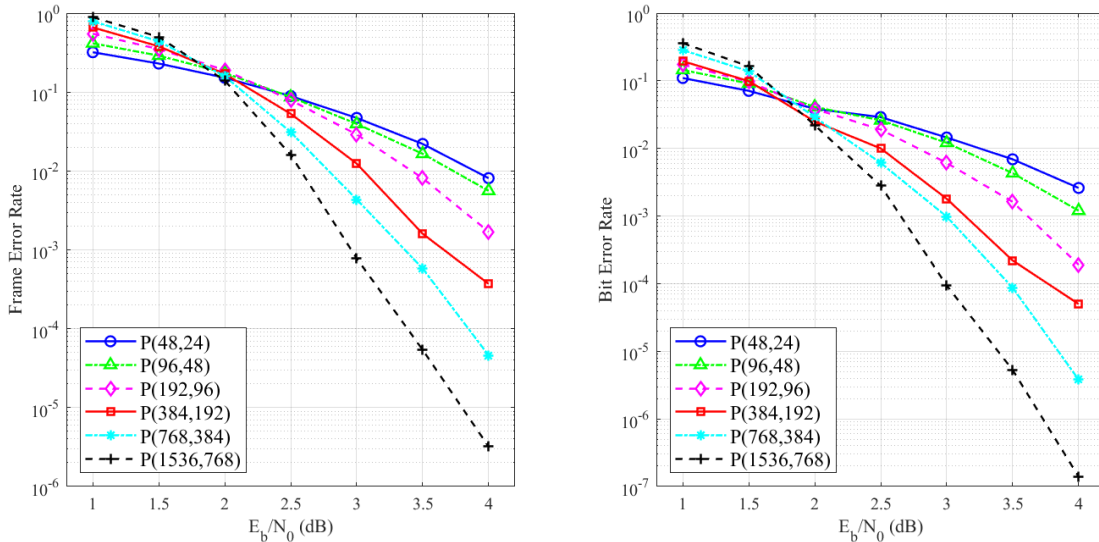 Frame Error Rate
10^0
10^-1
10^-2
10^-3
10^-4
10^-5
10^-6
P(48,24)
P(96,48)
P(192,96)
P(384,192)
P(768,384)
P(1536,768)
1 1.5 2 2.5 3 3.5 4
E_b/N_0 (dB)
Bit Error Rate
10^0
10^-1
10^-2
10^-3
10^-4
10^-5
10^-6
10^-7
P(48,24)
P(96,48)
P(192,96)
P(384,192)
P(768,384)
P(1536,768)
1 1.5 2 2.5 3 3.5 4
E_b/N_0 (dB)